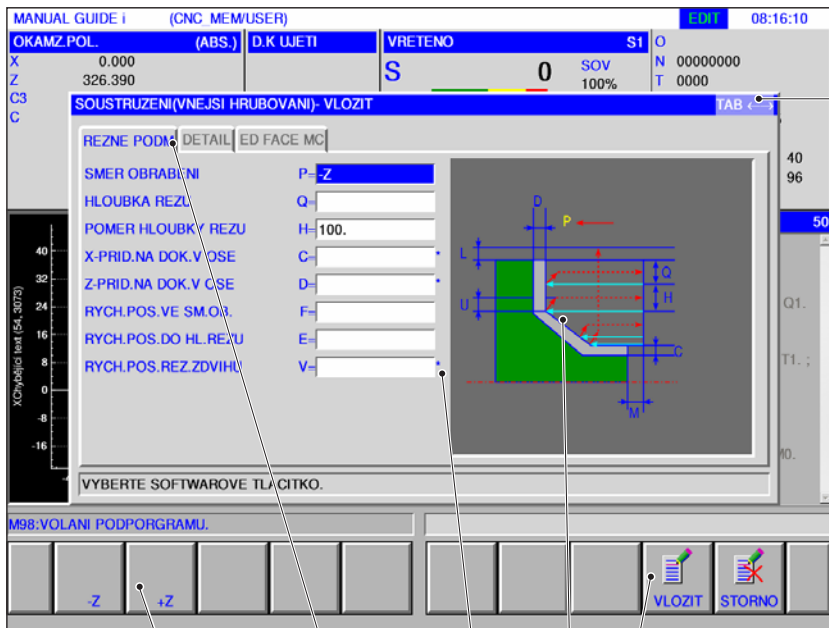 MANUAL GUIDE i (CNC_MEM/USER) EDIT 08:16:10
OKAMZ.POL. (ABS.) D.K UJETI VRETENO S1 O
X 0.000 N 00000000
Z 326.390 S 0 SOV 100% T 0000
C3
C
SOUSTRUZENI(VNEJSI HRUBOVANI)- VLOZIT TAB
REZNE PODM DETAIL ED FACE MC
SMER OBRABENI P= -Z
HLOUBKA REZU Q=
POMER HLOUBKY REZU H= 100.
X-PRID.NA DOK.V OSE C= *
Z-PRID.NA DOK.V OSE D= *
RYCH.POS.VE SM.OB. F=
RYCH.POS.DO HL.REZU E=
RYCH.POS.REZ.ZDVIHU V= *
D
P
L
Q
U
H
C
M
40
96
50
Q1.
T1. ;
M0.
XChybějící text (54, 3073)
40
32
24
16
8
0
-8
-16
VYBERTE SOFTWAROVE TLACITKO.
M98:VOLANI PODPORGRAMU.
-Z +Z VLOZIT STORNO